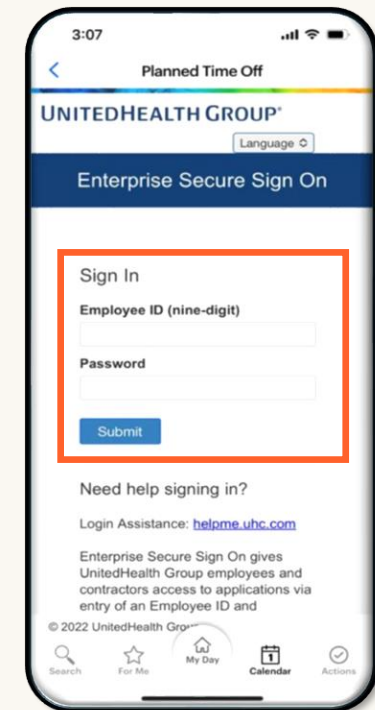 3:07
Planned Time Off
UNITEDHEALTH GROUP®
Language
Enterprise Secure Sign On
Sign In
Employee ID (nine-digit)
Password
Submit
Need help signing in?
Login Assistance: helpme.uhc.com
Enterprise Secure Sign On gives
UnitedHealth Group employees and
contractors access to applications via
entry of an Employee ID and
© 2022 UnitedHealth Group
Search
For Me
My Day
1
Calendar
Actions